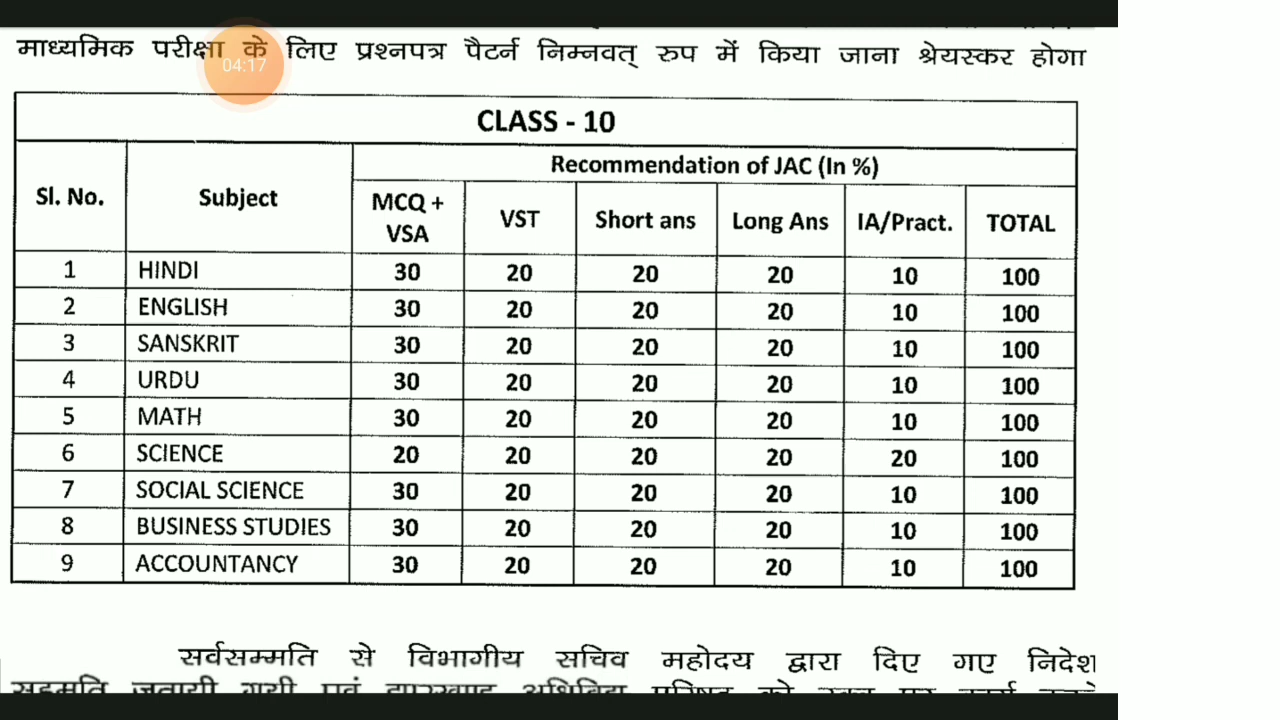 माध्यमिक परीक्षा के लिए प्रश्नपत्र पैटर्न निम्नवत् रुप में किया जाना श्रेयस्कर होगा
04:17
CLASS - 10
Sl. No. Subject Recommendation of JAC (In %)
MCQ + VSA VST Short ans Long Ans IA/Pract. TOTAL
1 HINDI 30 20 20 20 10 100
2 ENGLISH 30 20 20 20 10 100
3 SANSKRIT 30 20 20 20 10 100
4 URDU 30 20 20 20 10 100
5 MATH 30 20 20 20 10 100
6 SCIENCE 20 20 20 20 20 100
7 SOCIAL SCIENCE 30 20 20 20 10 100
8 BUSINESS STUDIES 30 20 20 20 10 100
9 ACCOUNTANCY 30 20 20 20 10 100
सर्वसम्मति से विभागीय सचिव महोदय द्वारा दिए गए निदेश